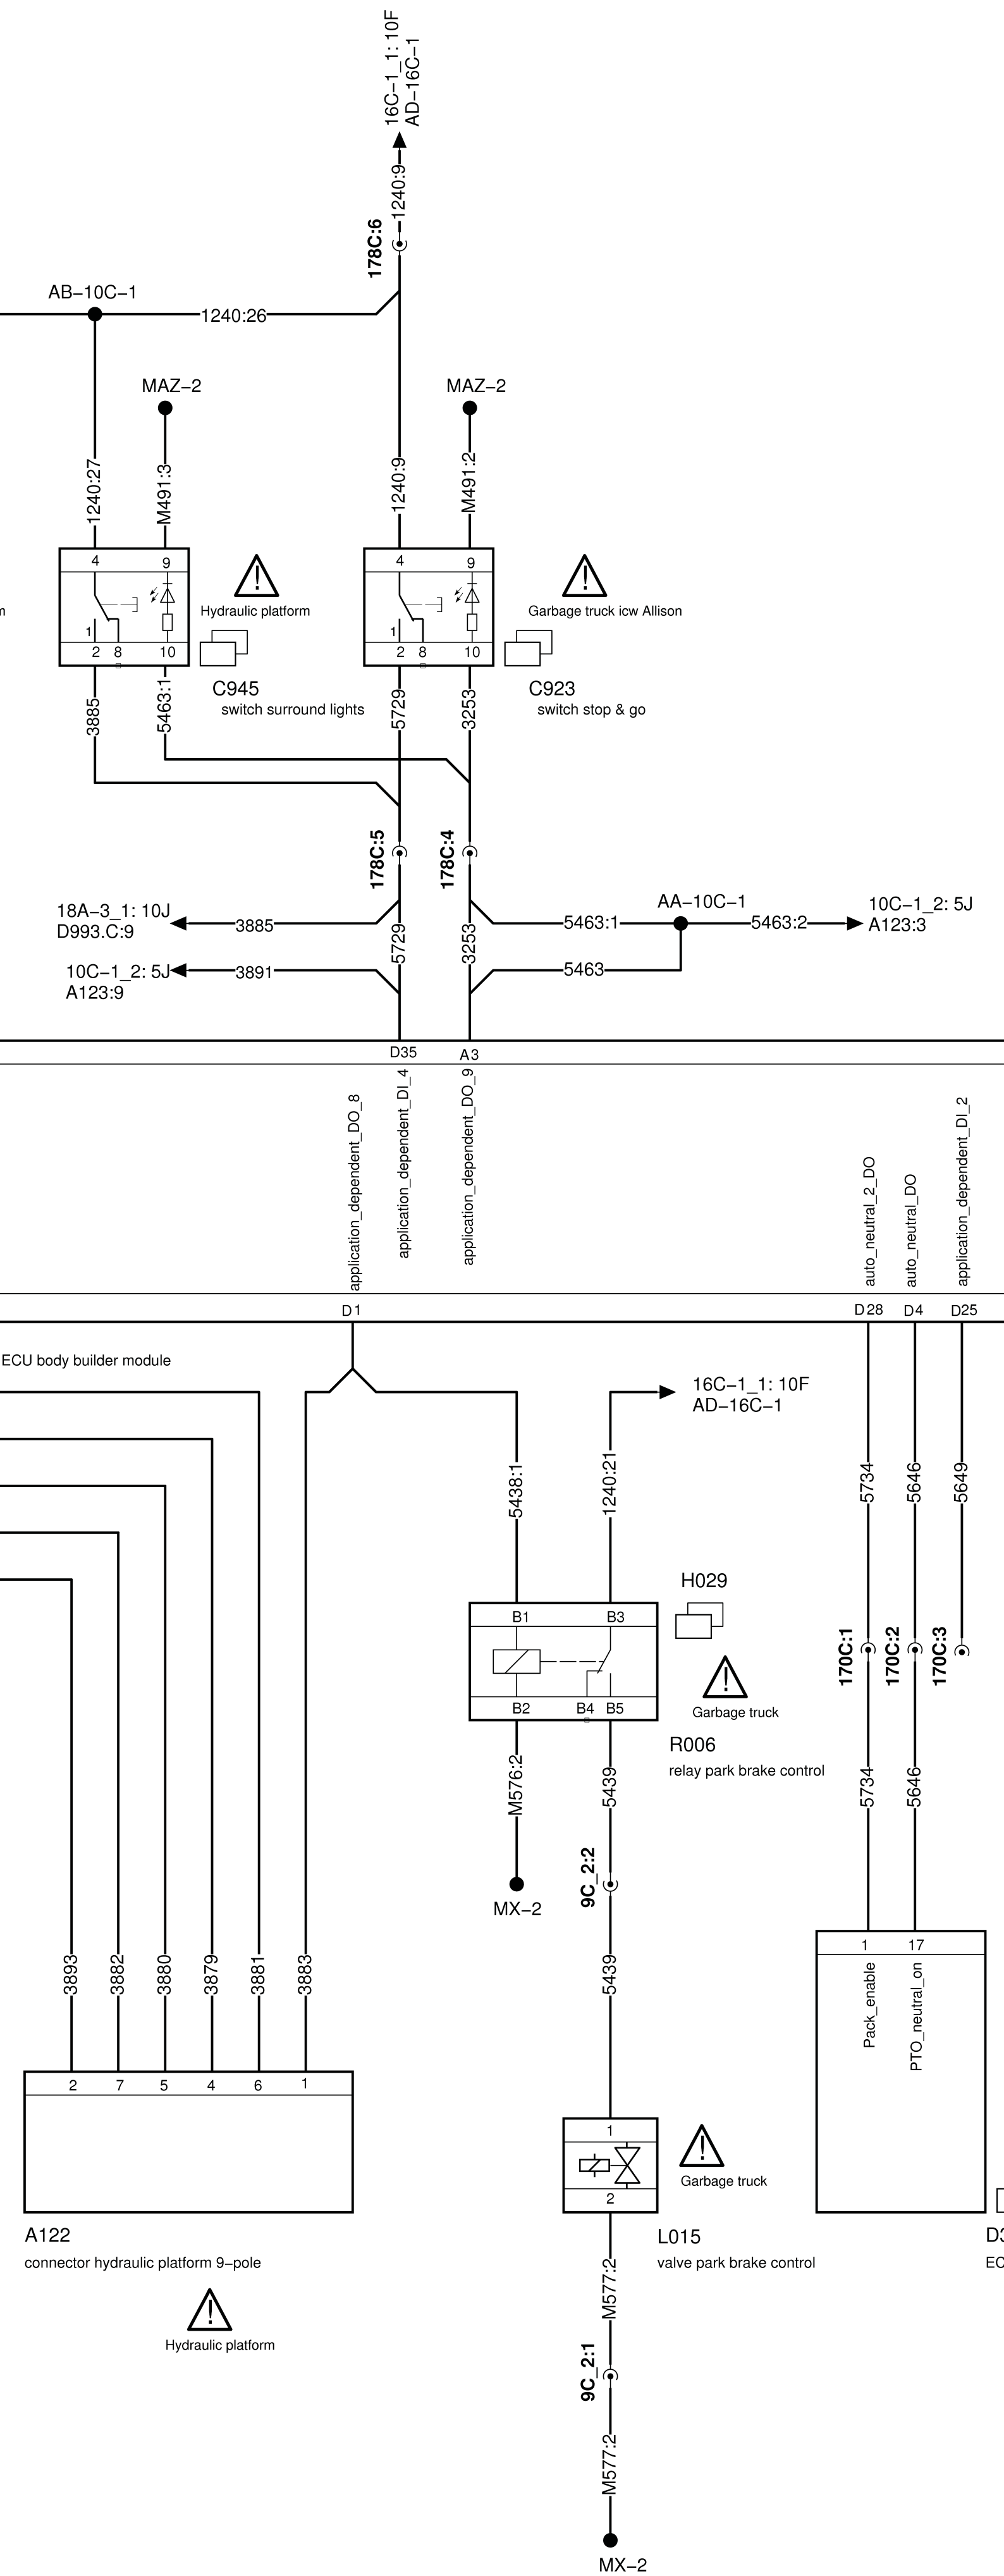 16C−1_1: 10F
AD−16C−1
1240:9
178C:6
AB−10C−1
1240:26
MAZ−2
MAZ−2
1240:27
M491:3
1240:9
M491:2
4
9
4
9
Hydraulic platform
Garbage truck icw Allison
1
1
2
8
10
2
8
10
C945
switch surround lights
C923
switch stop & go
3885
5463:1
5729
3253
178C:5
178C:4
18A−3_1: 10J
D993.C:9
3885
5729
3253
5463:1
AA−10C−1
5463:2
10C−1_2: 5J
A123:3
10C−1_2: 5J
A123:9
3891
5463
D35
A3
application_dependent_DO_8
application_dependent_DI_4
application_dependent_DO_9
auto_neutral_2_DO
auto_neutral_DO
application_dependent_DI_2
D1
D28
D4
D25
ECU body builder module
16C−1_1: 10F
AD−16C−1
5438:1
1240:21
5734
5646
5649
H029
B1
B3
170C:1
170C:2
170C:3
Garbage truck
B2
B4
B5
R006
relay park brake control
M576:2
5439
5734
5646
9C_2:2
MX−2
1
17
3893
3882
3880
3879
3881
3883
5439
Pack_enable
PTO_neutral_on
2
7
5
4
6
1
1
2
Garbage truck
A122
connector hydraulic platform 9−pole
L015
valve park brake control
Hydraulic platform
M577:2
9C_2:1
M577:2
MX−2